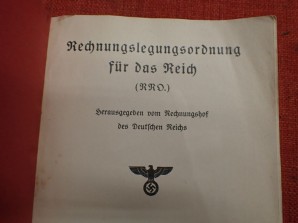 Rechnungslegungsordnung
für das Reich
(RRO.)
Herausgegeben vom Rechnungshof
des Deutschen Reichs